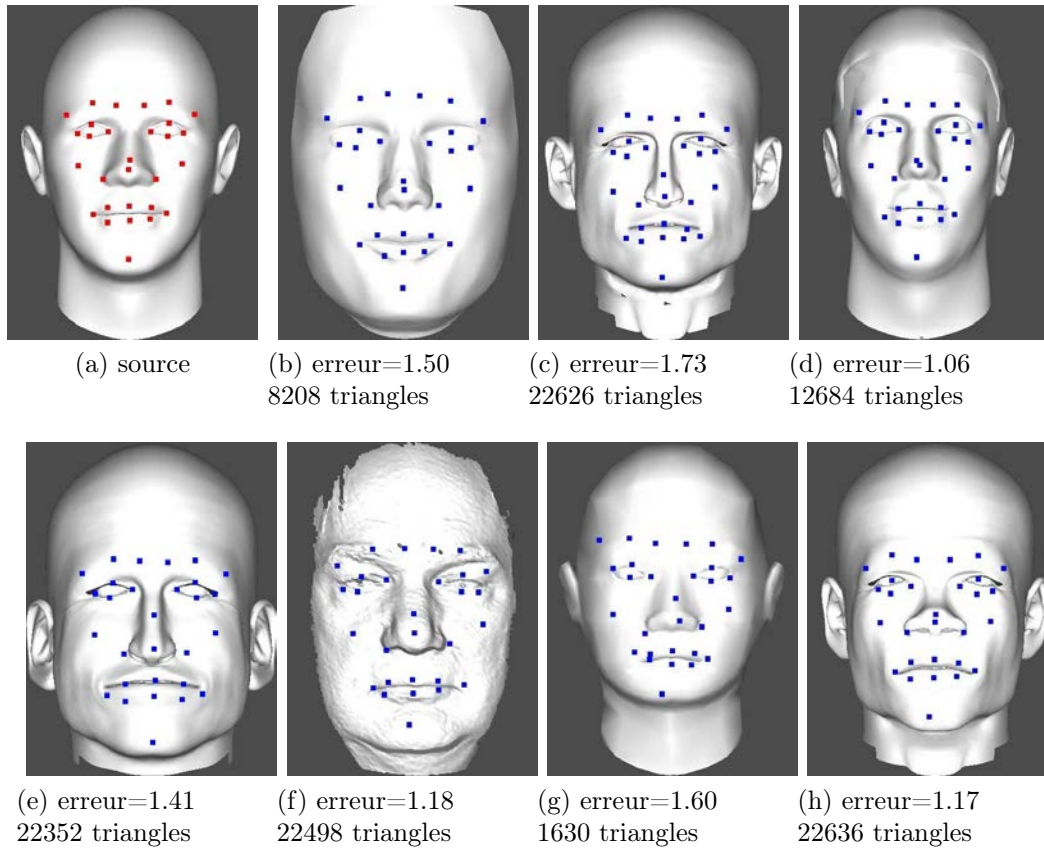 (a) source
(b) erreur=1.50
8208 triangles
(c) erreur=1.73
22626 triangles
(d) erreur=1.06
12684 triangles
(e) erreur=1.41
22352 triangles
(f) erreur=1.18
22498 triangles
(g) erreur=1.60
1630 triangles
(h) erreur=1.17
22636 triangles